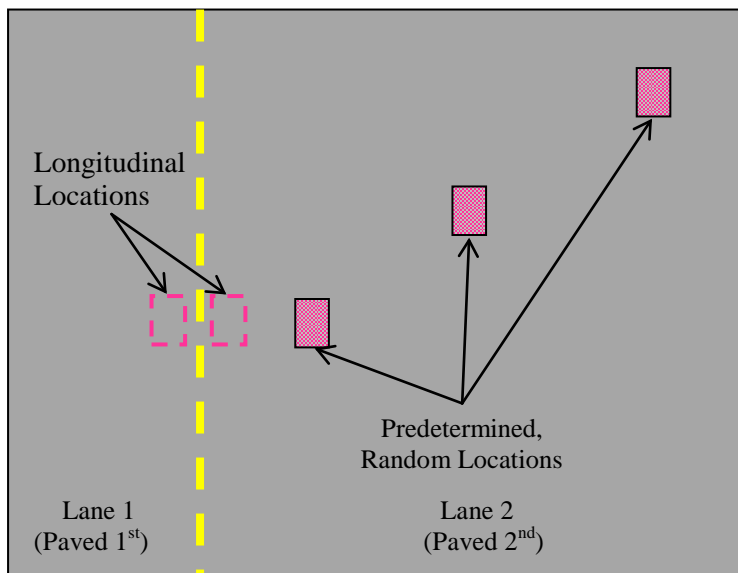 Longitudinal
Locations
Predetermined,
Random Locations
Lane 1
(Paved 1st)
Lane 2
(Paved 2nd)